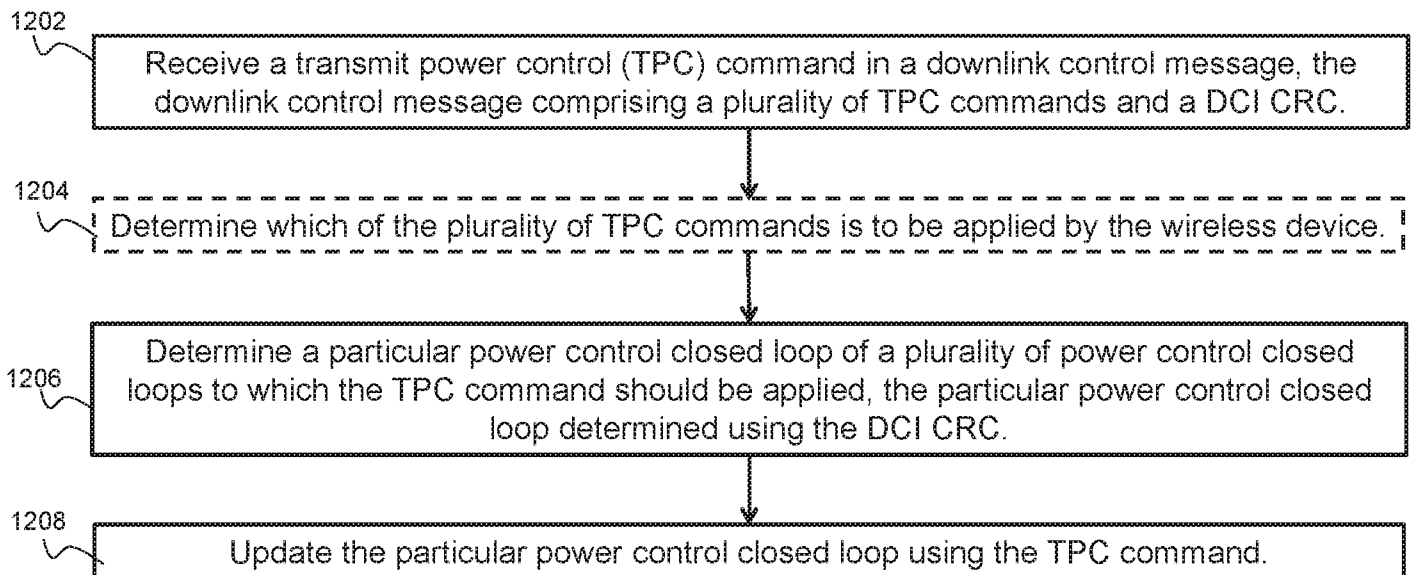 1202
Receive a transmit power control (TPC) command in a downlink control message, the
downlink control message comprising a plurality of TPC commands and a DCI CRC.
1204
Determine which of the plurality of TPC commands is to be applied by the wireless device.
1206
Determine a particular power control closed loop of a plurality of power control closed
loops to which the TPC command should be applied, the particular power control closed
loop determined using the DCI CRC.
1208
Update the particular power control closed loop using the TPC command.